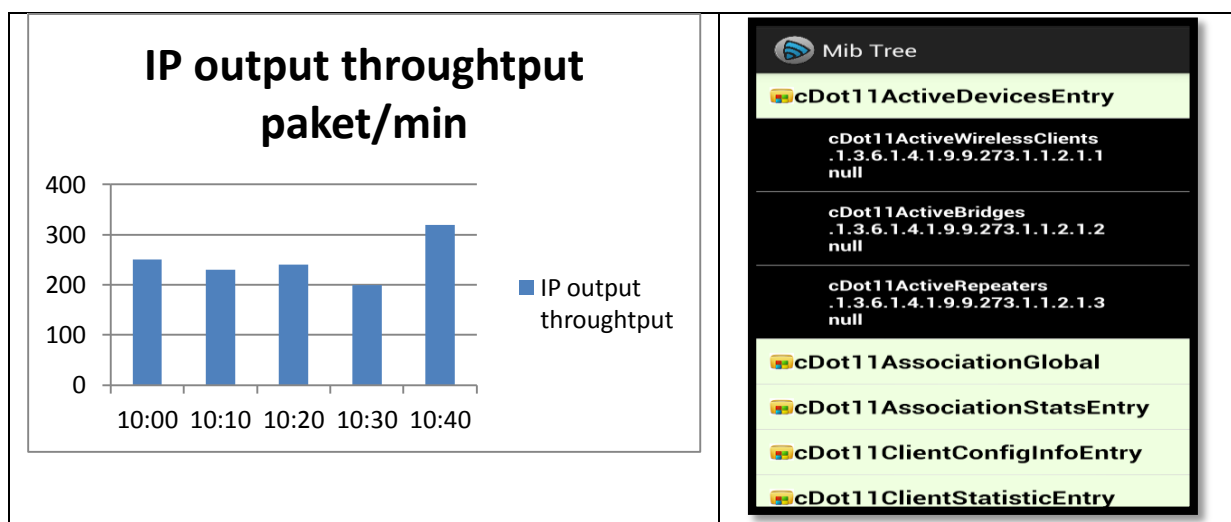 IP output throughtput
paket/min
400
300
200
100
0
10:00 10:10 10:20 10:30 10:40
IP output
throughtput
Mib Tree
cDot11ActiveDevicesEntry
cDot11ActiveWirelessClients
.1.3.6.1.4.1.9.9.273.1.1.2.1.1
null
cDot11ActiveBridges
.1.3.6.1.4.1.9.9.273.1.1.2.1.2
null
cDot11ActiveRepeaters
.1.3.6.1.4.1.9.9.273.1.1.2.1.3
null
cDot11AssociationGlobal
cDot11AssociationStatsEntry
cDot11ClientConfigInfoEntry
cDot11ClientStatisticEntry